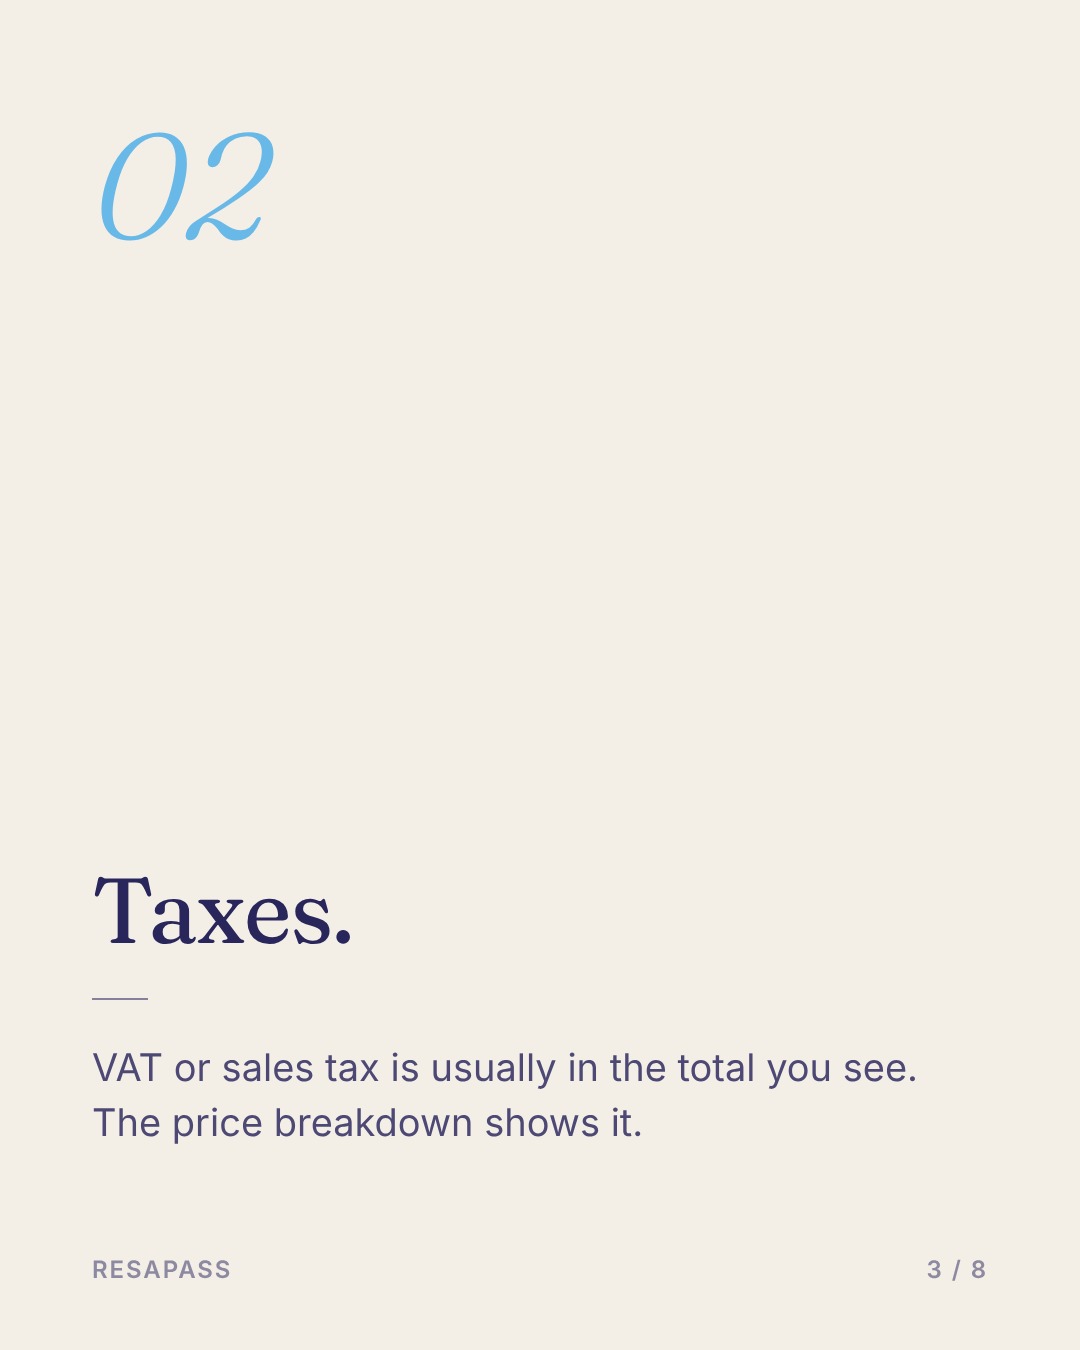 02
Taxes.
VAT or sales tax is usually in the total you see.
The price breakdown shows it.
RESAPASS
3 / 8